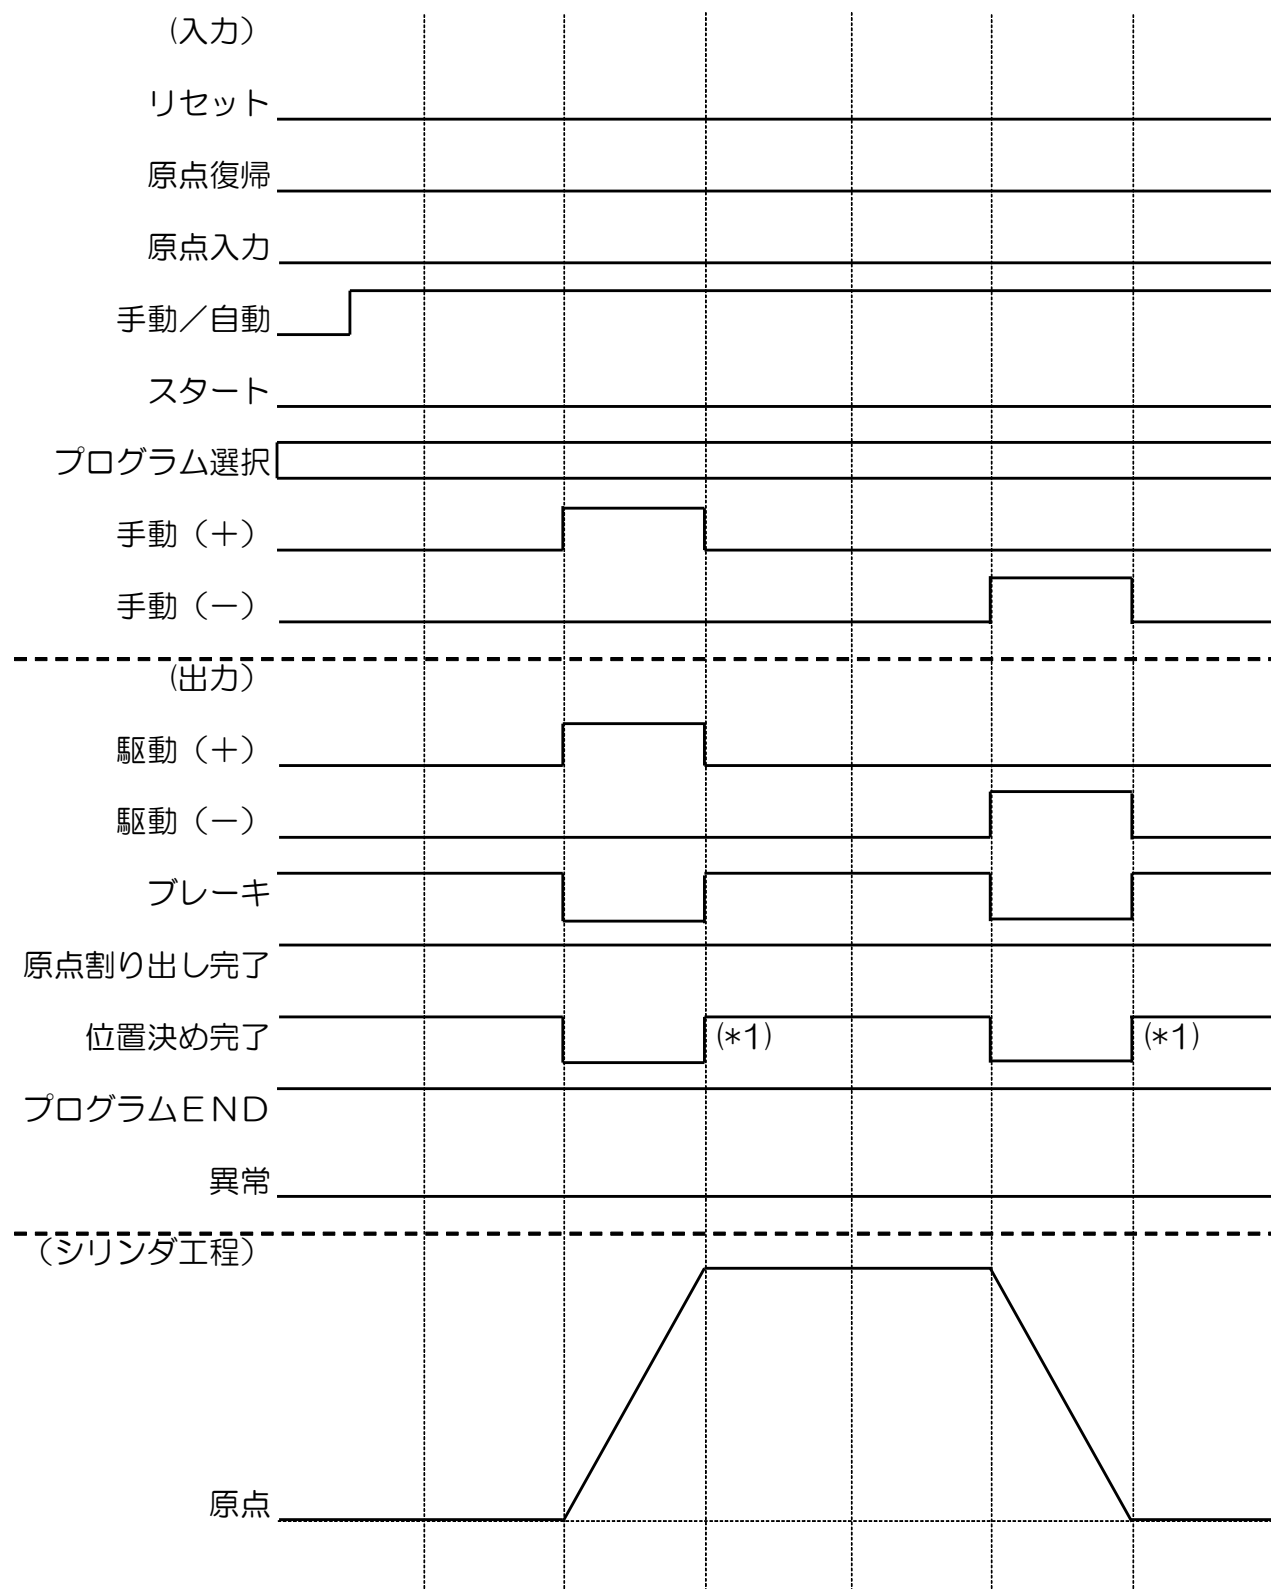 (入力)
リセット
原点復帰
原点入力
手動／自動
スタート
プログラム選択
手動（＋）
手動（－）
(出力)
駆動（＋）
駆動（－）
ブレーキ
原点割り出し完了
位置決め完了 (*1) (*1)
プログラムＥＮＤ
異常
（シリンダ工程）
原点